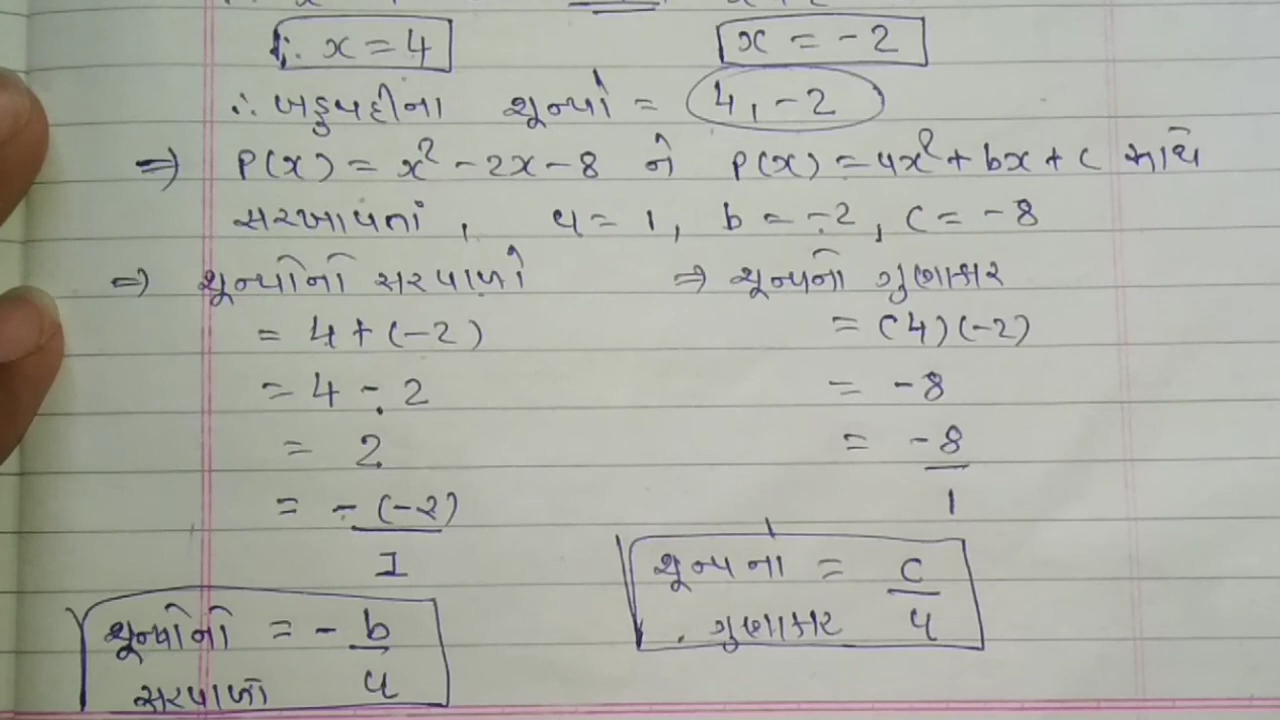 ∴ x = 4    x = -2
∴ બહુપદીના શૂન્યો = 4, -2
⇒ P(x) = x² - 2x - 8 ને P(x) = ax² + bx + c સાથે
સરખાવતાં, a = 1, b = -2, c = -8
⇒ શૂન્યોનો સરવાળો    ⇒ શૂન્યનો ગુણાકાર
= 4 + (-2)    = (4)(-2)
= 4 - 2    = -8
= 2    = -8/1
= -(-2)/1
શૂન્યના ગુણાકાર = c/a
શૂન્યોનો સરવાળો = -b/a